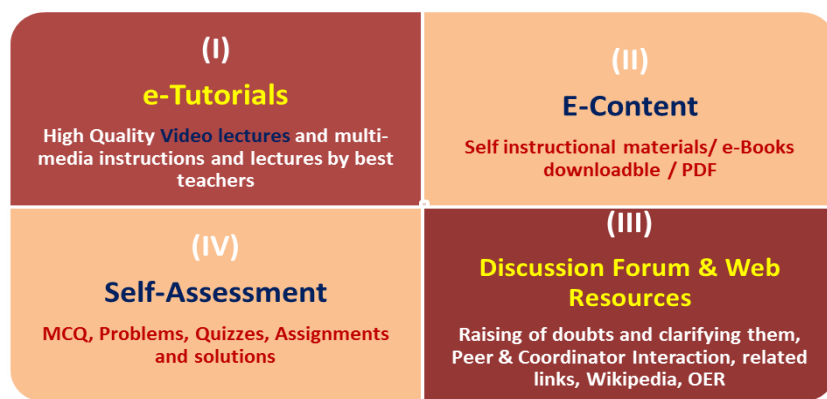 (I)
e-Tutorials
High Quality Video lectures and multi-
media instructions and lectures by best
teachers
(II)
E-Content
Self instructional materials/ e-Books
downloadble / PDF
(IV)
Self-Assessment
MCQ, Problems, Quizzes, Assignments
and solutions
(III)
Discussion Forum & Web
Resources
Raising of doubts and clarifying them,
Peer & Coordinator Interaction, related
links, Wikipedia, OER